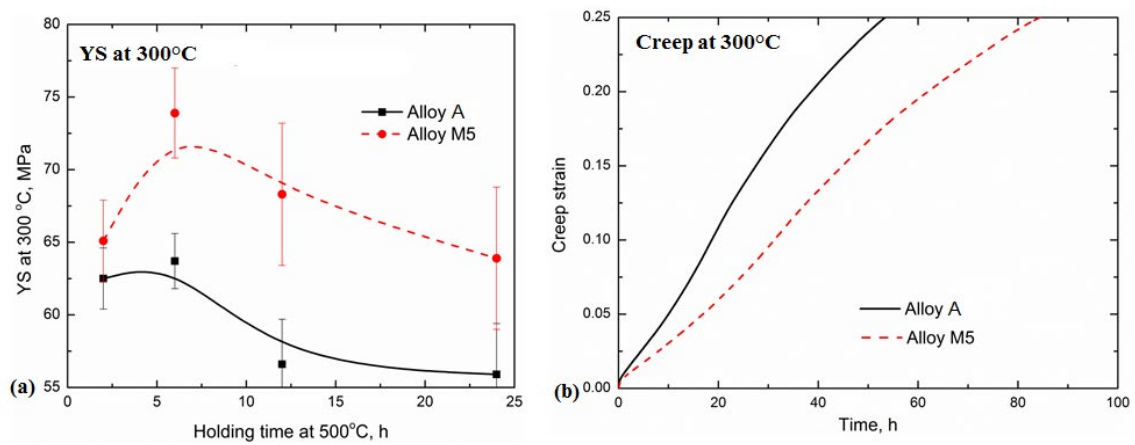 YS at 300°C
80
75
70
65
60
55
YS at 300 °C, MPa
Alloy A
Alloy M5
0 5 10 15 20 25
Holding time at 500°C, h
(a)
Creep at 300°C
0.25
0.20
0.15
0.10
0.05
0.00
Creep strain
Alloy A
Alloy M5
0 20 40 60 80 100
Time, h
(b)